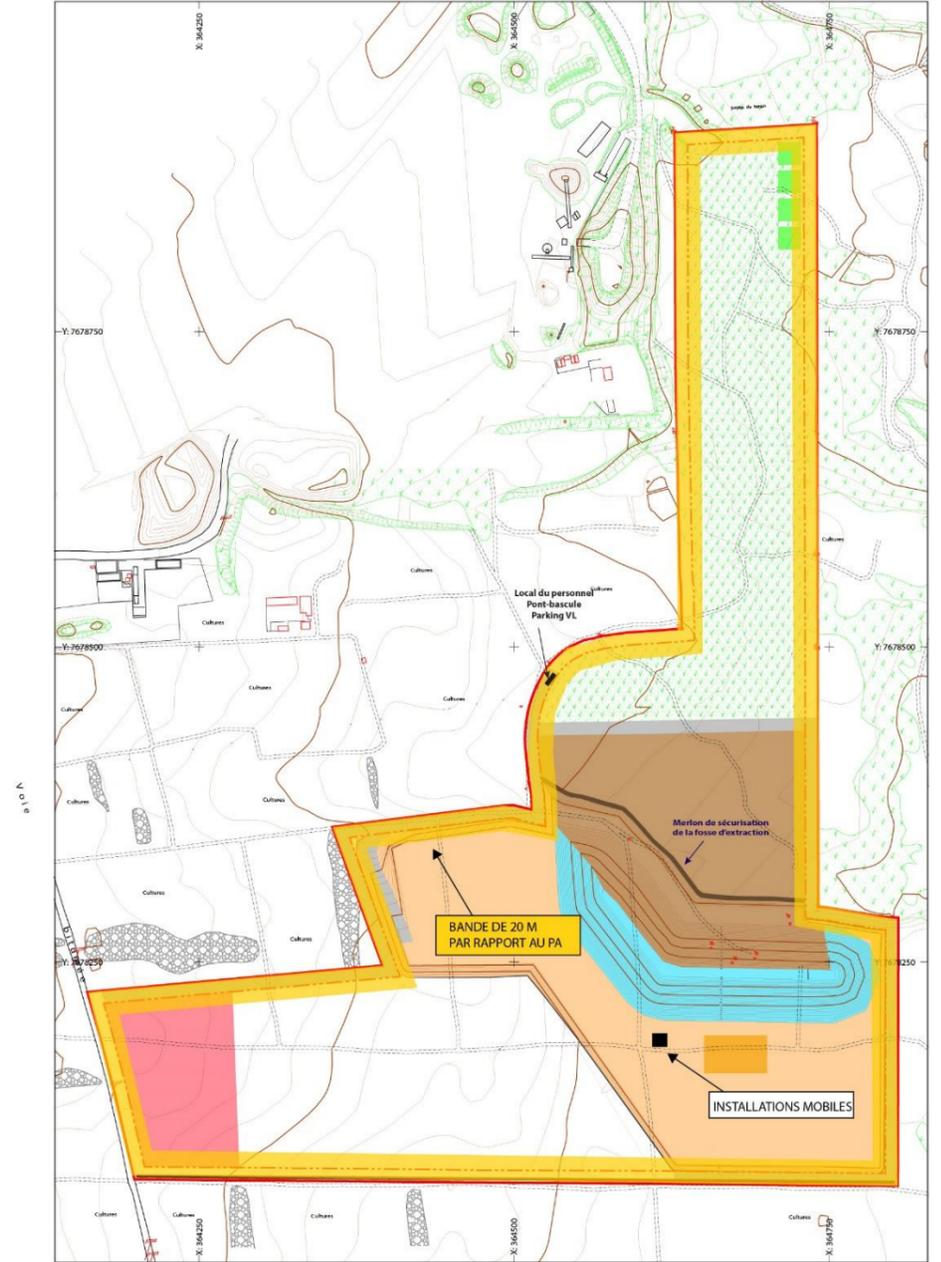 X: 364250
X: 364500
X: 364750
Y: 7678750
Y: 7678750
Cultures
Cultures
Cultures
Local du personnel
Pont-bascule
Parking VL
Cultures
Y: 7678500
Y: 7678500
Cultures
Cultures
Cultures
Voie
Cultures
Cultures
Merlon de sécurisation
de la fosse d'extraction
Cultures
Cultures
BANDE DE 20 M
PAR RAPPORT AU PA
Y: 7678250
Y: 7678250
INSTALLATIONS MOBILES
Cultures
Cultures
Cultures
Cultures
X: 364250
X: 364500
X: 364750